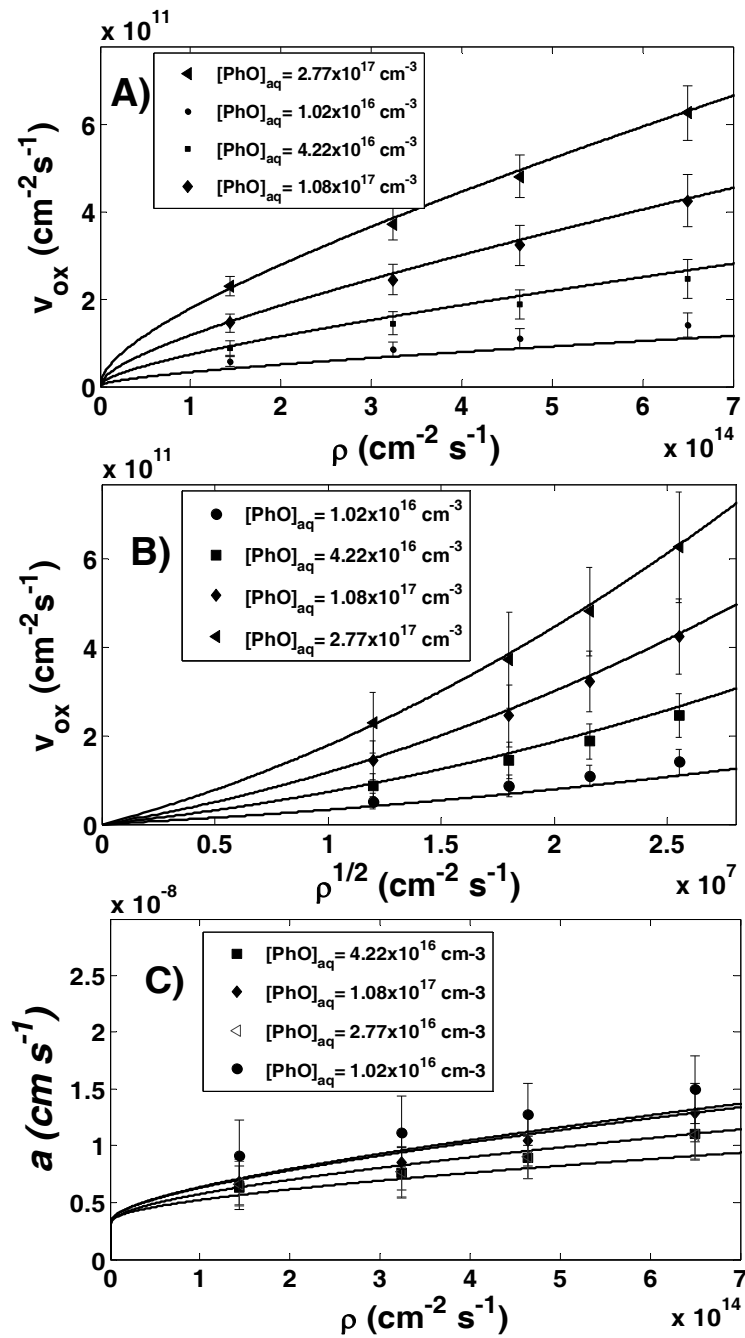 x 10^11
A)
[PhO]aq= 2.77x10^17 cm^-3
[PhO]aq= 1.02x10^16 cm^-3
[PhO]aq= 4.22x10^16 cm^-3
[PhO]aq= 1.08x10^17 cm^-3
6
4
2
0
v_ox (cm^-2 s^-1)
0 1 2 3 4 5 6 7
ρ (cm^-2 s^-1)
x 10^14
x 10^11
B)
[PhO]aq= 1.02x10^16 cm^-3
[PhO]aq= 4.22x10^16 cm^-3
[PhO]aq= 1.08x10^17 cm^-3
[PhO]aq= 2.77x10^17 cm^-3
6
4
2
0
v_ox (cm^-2 s^-1)
0 0.5 1 1.5 2 2.5
ρ^1/2 (cm^-2 s^-1)
x 10^7
x 10^-8
C)
[PhO]aq= 4.22x10^16 cm-3
[PhO]aq= 1.08x10^17 cm-3
[PhO]aq= 2.77x10^16 cm-3
[PhO]aq= 1.02x10^16 cm-3
2.5
2
1.5
1
0.5
0
a (cm s^-1)
0 1 2 3 4 5 6 7
ρ (cm^-2 s^-1)
x 10^14